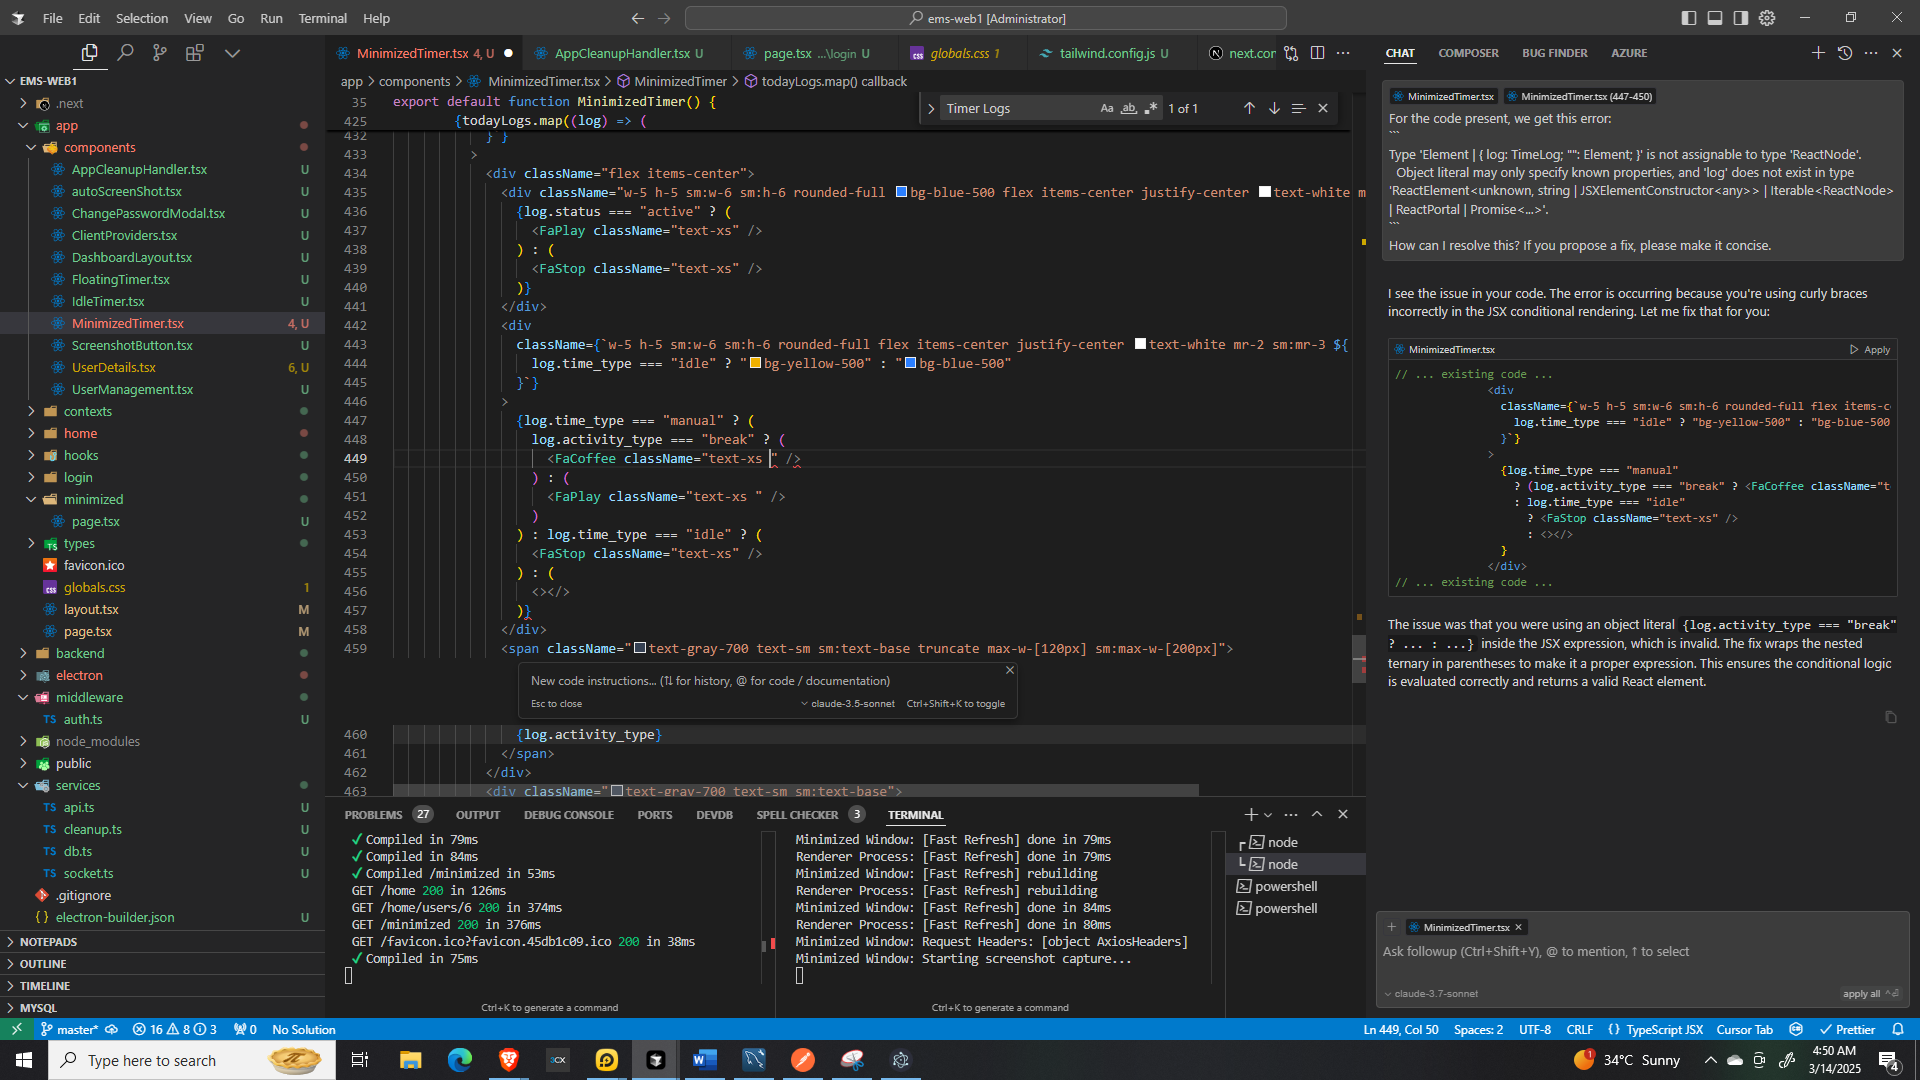 File Edit Selection View Go Run Terminal Help
ems-web1 [Administrator]
EMS-WEB1
.next
app
components
AppCleanupHandler.tsx U
autoScreenShot.tsx U
ChangePasswordModal.tsx U
ClientProviders.tsx U
DashboardLayout.tsx U
FloatingTimer.tsx U
IdleTimer.tsx U
MinimizedTimer.tsx 4, U
ScreenshotButton.tsx U
UserDetails.tsx 6, U
UserManagement.tsx U
contexts
home
hooks
login
minimized
page.tsx U
types
favicon.ico
globals.css 1
layout.tsx M
page.tsx M
backend
electron
middleware
TS auth.ts U
node_modules
public
services
TS api.ts U
TS cleanup.ts U
TS db.ts U
TS socket.ts U
.gitignore
{} electron-builder.json U
NOTEPADS
OUTLINE
TIMELINE
MYSQL
MinimizedTimer.tsx 4, U
AppCleanupHandler.tsx U
page.tsx ...\login U
globals.css 1
tailwind.config.js U
next.cor
app > components > MinimizedTimer.tsx > MinimizedTimer > todayLogs.map() callback
Timer Logs Aa ab .* 1 of 1
35 export default function MinimizedTimer() {
425 {todayLogs.map((log) => (
432 } }
433 >
434 <div className="flex items-center">
435 <div className="w-5 h-5 sm:w-6 sm:h-6 rounded-full bg-blue-500 flex items-center justify-center text-white m
436 {log.status === "active" ? (
437 <FaPlay className="text-xs" />
438 ) : (
439 <FaStop className="text-xs" />
440 )}
441 </div>
442 <div
443 className={`w-5 h-5 sm:w-6 sm:h-6 rounded-full flex items-center justify-center text-white mr-2 sm:mr-3 ${
444 log.time_type === "idle" ? "bg-yellow-500" : "bg-blue-500"
445 }`}
446 >
447 {log.time_type === "manual" ? (
448 log.activity_type === "break" ? (
449 <FaCoffee className="text-xs " />
450 ) : (
451 <FaPlay className="text-xs " />
452 )
453 ) : log.time_type === "idle" ? (
454 <FaStop className="text-xs" />
455 ) : (
456 <></>
457 )}
458 </div>
459 <span className="text-gray-700 text-sm sm:text-base truncate max-w-[120px] sm:max-w-[200px]">
New code instructions... (⇅ for history, @ for code / documentation)
Esc to close claude-3.5-sonnet Ctrl+Shift+K to toggle
460 {log.activity_type}
461 </span>
462 </div>
463 <div className="text-gray-700 text-sm sm:text-base">
PROBLEMS 27 OUTPUT DEBUG CONSOLE PORTS DEVDB SPELL CHECKER 3 TERMINAL
✓ Compiled in 79ms
✓ Compiled in 84ms
✓ Compiled /minimized in 53ms
GET /home 200 in 126ms
GET /home/users/6 200 in 374ms
GET /minimized 200 in 376ms
GET /favicon.ico?favicon.45db1c09.ico 200 in 38ms
✓ Compiled in 75ms
Ctrl+K to generate a command
Minimized Window: [Fast Refresh] done in 79ms
Renderer Process: [Fast Refresh] done in 79ms
Minimized Window: [Fast Refresh] rebuilding
Renderer Process: [Fast Refresh] rebuilding
Minimized Window: [Fast Refresh] done in 84ms
Renderer Process: [Fast Refresh] done in 80ms
Minimized Window: Request Headers: [object AxiosHeaders]
Minimized Window: Starting screenshot capture...
Ctrl+K to generate a command
node
node
powershell
powershell
CHAT COMPOSER BUG FINDER AZURE
MinimizedTimer.tsx MinimizedTimer.tsx (447-450)
For the code present, we get this error:
```
Type 'Element | { log: TimeLog; "": Element; }' is not assignable to type 'ReactNode'.
Object literal may only specify known properties, and 'log' does not exist in type
'ReactElement<unknown, string | JSXElementConstructor<any>> | Iterable<ReactNode>
| ReactPortal | Promise<...>'.
```
How can I resolve this? If you propose a fix, please make it concise.
I see the issue in your code. The error is occurring because you're using curly braces
incorrectly in the JSX conditional rendering. Let me fix that for you:
MinimizedTimer.tsx Apply
// ... existing code ...
<div
className={`w-5 h-5 sm:w-6 sm:h-6 rounded-full flex items-c
log.time_type === "idle" ? "bg-yellow-500" : "bg-blue-500
}`}
>
{log.time_type === "manual"
? (log.activity_type === "break" ? <FaCoffee className="t
: log.time_type === "idle"
? <FaStop className="text-xs" />
: <></>
}
</div>
// ... existing code ...
The issue was that you were using an object literal {log.activity_type === "break"
? ... : ...} inside the JSX expression, which is invalid. The fix wraps the nested
ternary in parentheses to make it a proper expression. This ensures the conditional logic
is evaluated correctly and returns a valid React element.
MinimizedTimer.tsx
Ask followup (Ctrl+Shift+Y), @ to mention, ↑ to select
claude-3.7-sonnet apply all
master* 16 8 3 0 No Solution
Ln 449, Col 50 Spaces: 2 UTF-8 CRLF {} TypeScript JSX Cursor Tab Prettier
Type here to search
34°C Sunny
4:50 AM
3/14/2025
4